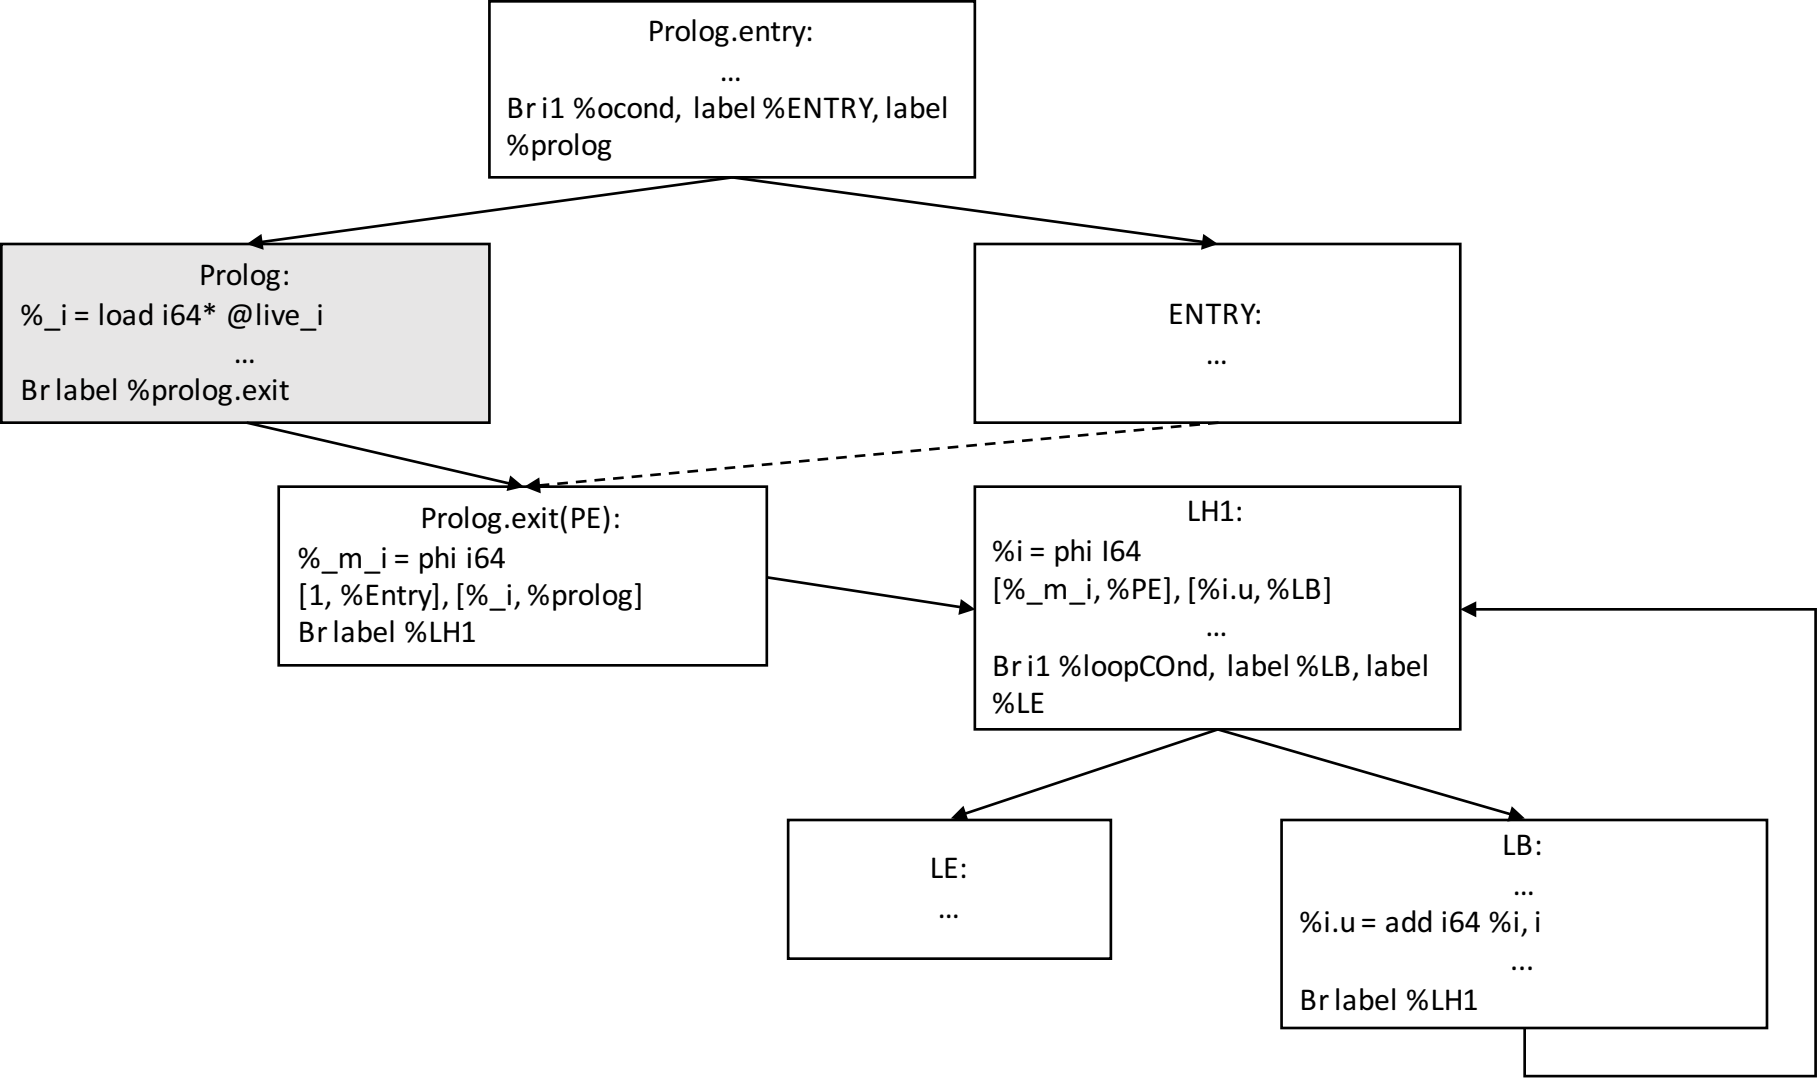 Prolog.entry:
...
Br i1 %ocond, label %ENTRY, label
%prolog
Prolog:
%_i = load i64* @live_i
...
Br label %prolog.exit
ENTRY:
...
Prolog.exit(PE):
%_m_i = phi i64
[1, %Entry], [%_i, %prolog]
Br label %LH1
LH1:
%i = phi I64
[%_m_i, %PE], [%i.u, %LB]
...
Br i1 %loopCOnd, label %LB, label
%LE
LE:
...
LB:
...
%i.u = add i64 %i, i
...
Br label %LH1